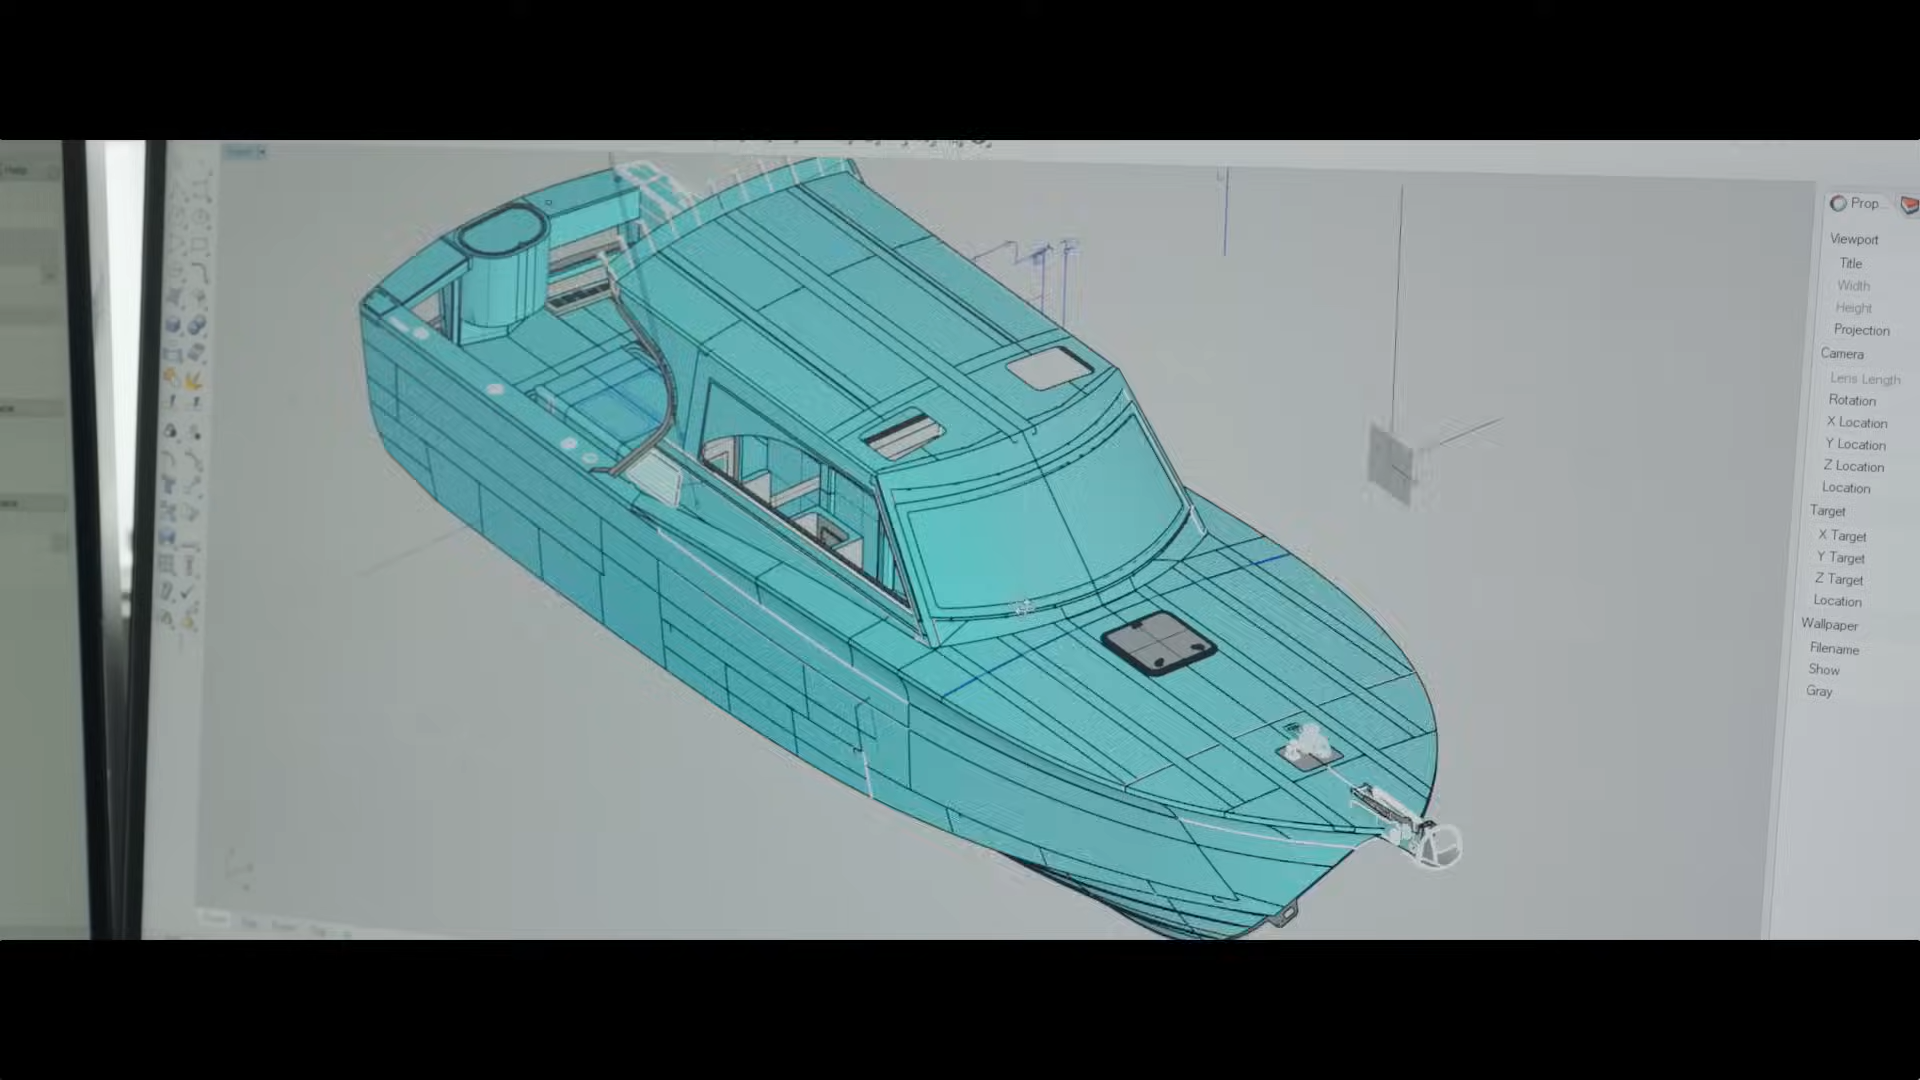 Help
Prop...
Viewport
Title
Width
Height
Projection
Camera
Lens Length
Rotation
X Location
Y Location
Z Location
Location
Target
X Target
Y Target
Z Target
Location
Wallpaper
Filename
Show
Gray